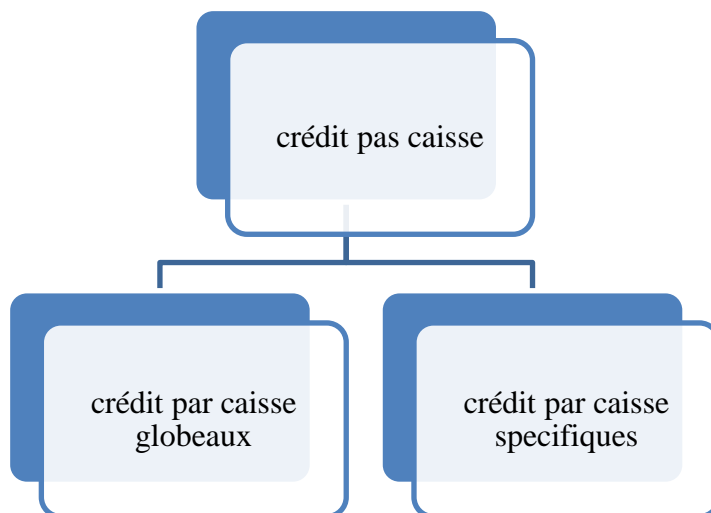 crédit pas caisse
crédit par caisse
globeaux
crédit par caisse
specifiques